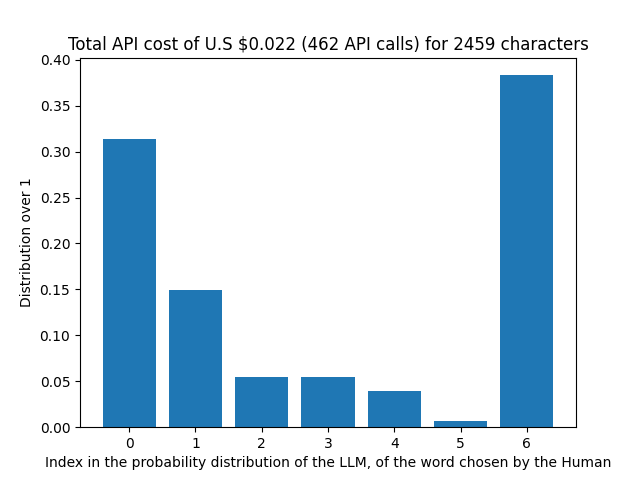 Total API cost of U.S $0.022 (462 API calls) for 2459 characters
0.40
0.35
0.30
0.25
0.20
0.15
0.10
0.05
0.00
Distribution over 1
0 1 2 3 4 5 6
Index in the probability distribution of the LLM, of the word chosen by the Human